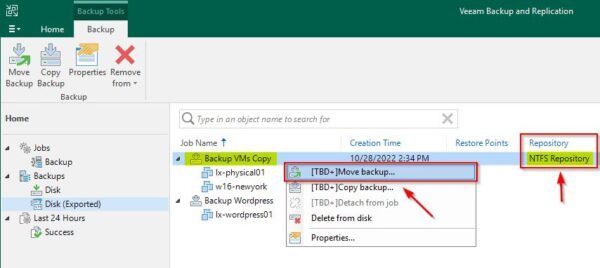 Backup Tools
Veeam Backup and Replication
Home
Backup
Move Backup
Copy Backup
Properties
Remove from
Backup
Home
Type in an object name to search for
Job Name
Creation Time
Restore Points
Repository
Jobs
Backup
Backups
Disk
Disk (Exported)
Last 24 Hours
Success
Backup VMs Copy
10/28/2022 2:34 PM
NTFS Repository
lx-physical01
w16-newyork
Backup Wordpress
lx-wordpress01
[TBD+]Move backup...
[TBD+]Copy backup...
[TBD+]Detach from job
Delete from disk
Properties...